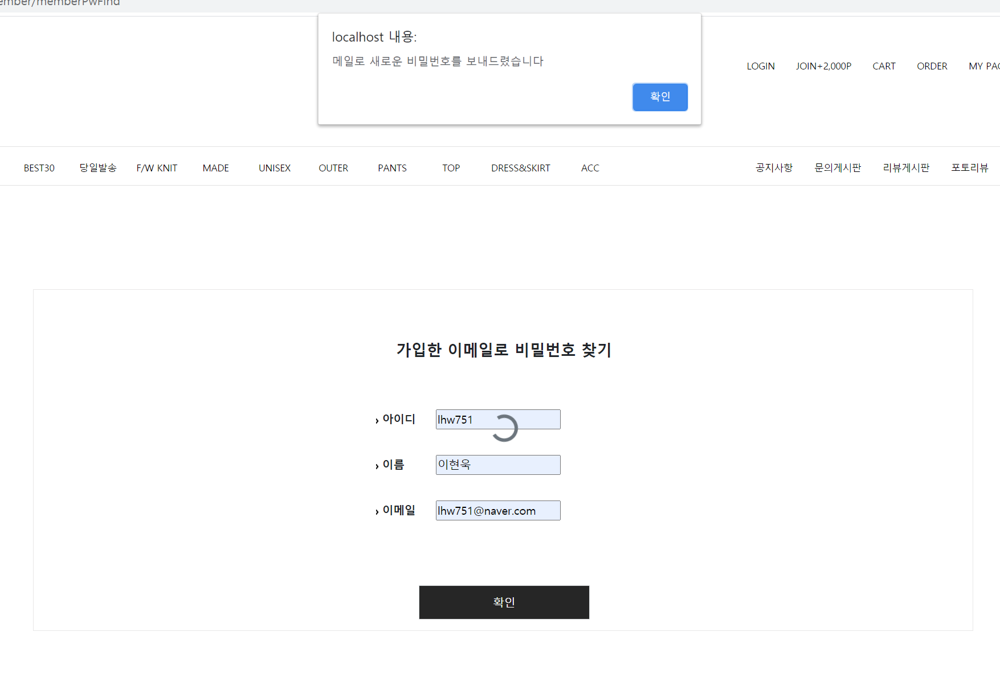 ember/memberPwFind
localhost 내용:
메일로 새로운 비밀번호를 보내드렸습니다
확인
LOGIN JOIN+2,000P CART ORDER MY PAG
BEST30 당일발송 F/W KNIT MADE UNISEX OUTER PANTS TOP DRESS&SKIRT ACC 공지사항 문의게시판 리뷰게시판 포토리뷰
가입한 이메일로 비밀번호 찾기
› 아이디 lhw751
› 이름 이현욱
› 이메일 lhw751@naver.com
확인